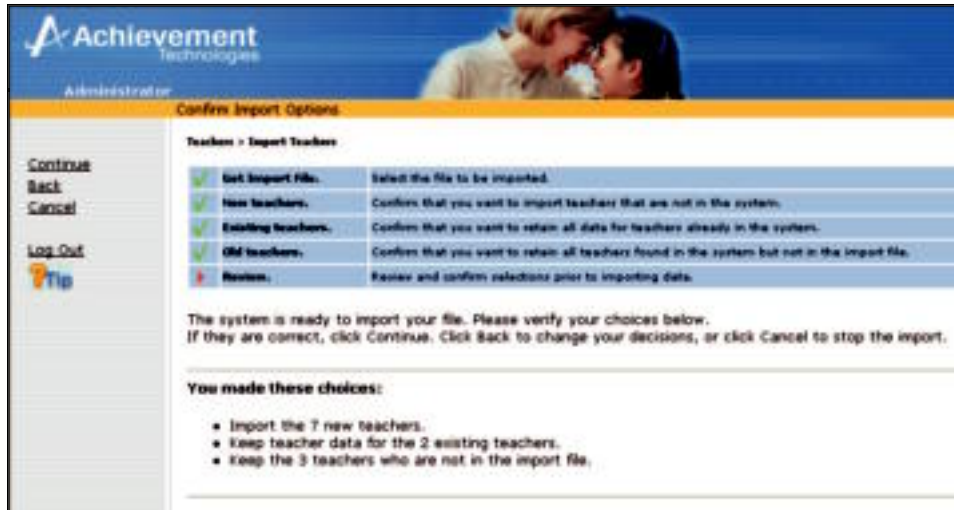 Achievement
Technologies
Administrator
Confirm Import Options
Teachers > Import Teachers
Continue
Back
Cancel
Log Out
?Tip
Get Import File. Select the file to be imported.
New teachers. Confirm that you want to import teachers that are not in the system.
Existing teachers. Confirm that you want to retain all data for teachers already in the system.
Old teachers. Confirm that you want to retain all teachers found in the system but not in the import file.
Review. Review and confirm selections prior to importing data.
The system is ready to import your file. Please verify your choices below.
If they are correct, click Continue. Click Back to change your decisions, or click Cancel to stop the import.
You made these choices:
• Import the 7 new teachers.
• Keep teacher data for the 2 existing teachers.
• Keep the 3 teachers who are not in the import file.